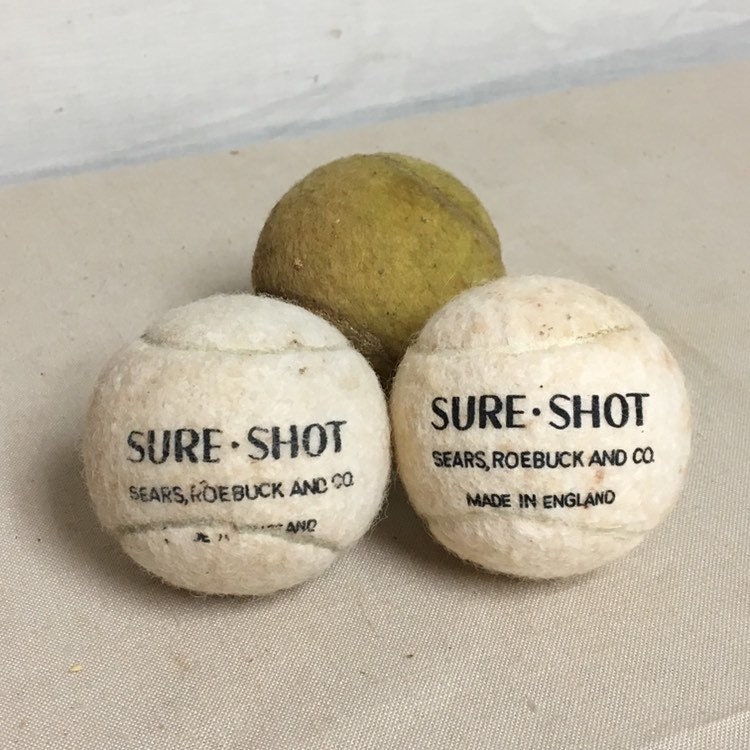 SURE·SHOT
SEARS, ROEBUCK AND CO.
SURE·SHOT
SEARS, ROEBUCK AND CO.
MADE IN ENGLAND